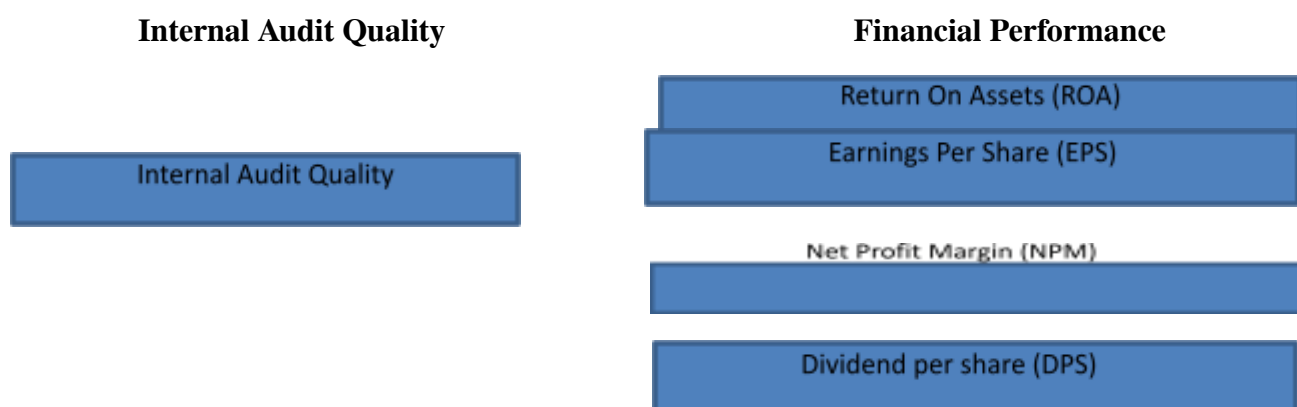 Internal Audit Quality
Financial Performance
Internal Audit Quality
Return On Assets (ROA)
Earnings Per Share (EPS)
Net Profit Margin (NPM)
Dividend per share (DPS)